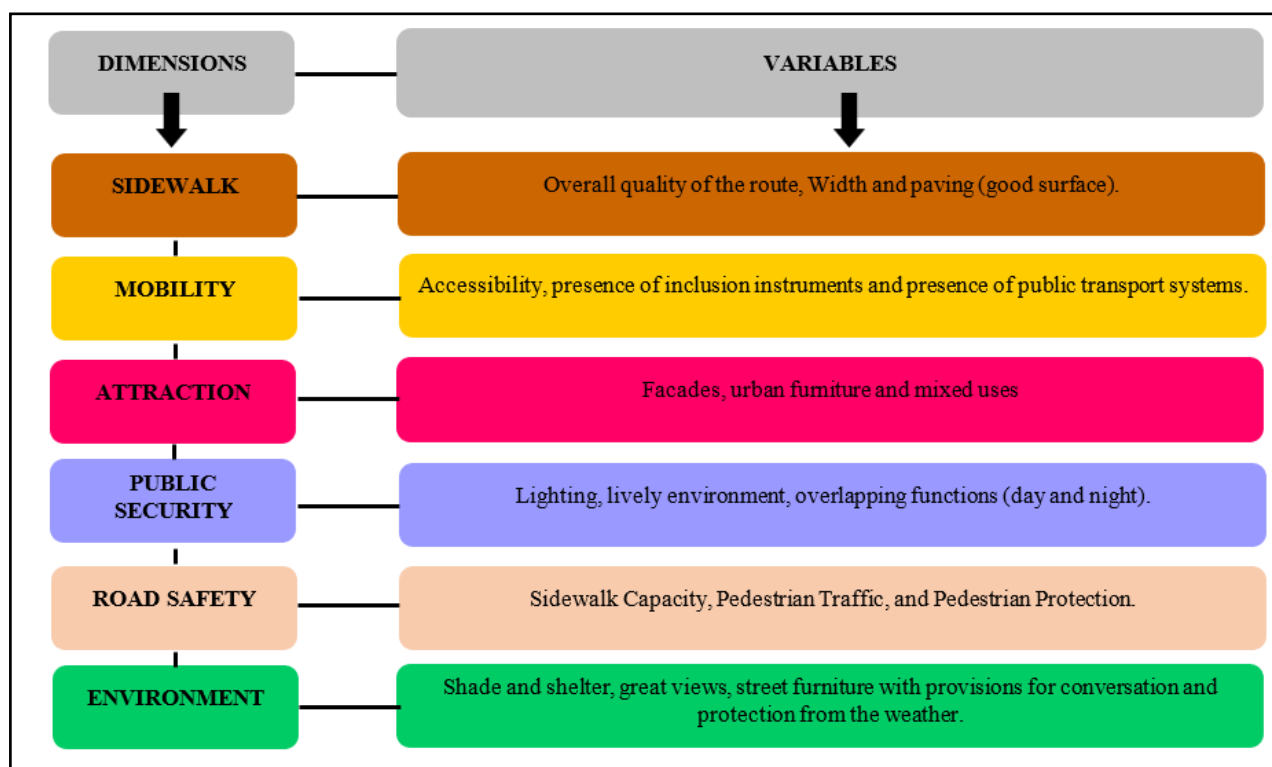 DIMENSIONS
VARIABLES
SIDEWALK
Overall quality of the route, Width and paving (good surface).
MOBILITY
Accessibility, presence of inclusion instruments and presence of public transport systems.
ATTRACTION
Facades, urban furniture and mixed uses
PUBLIC
SECURITY
Lighting, lively environment, overlapping functions (day and night).
ROAD SAFETY
Sidewalk Capacity, Pedestrian Traffic, and Pedestrian Protection.
ENVIRONMENT
Shade and shelter, great views, street furniture with provisions for conversation and
protection from the weather.